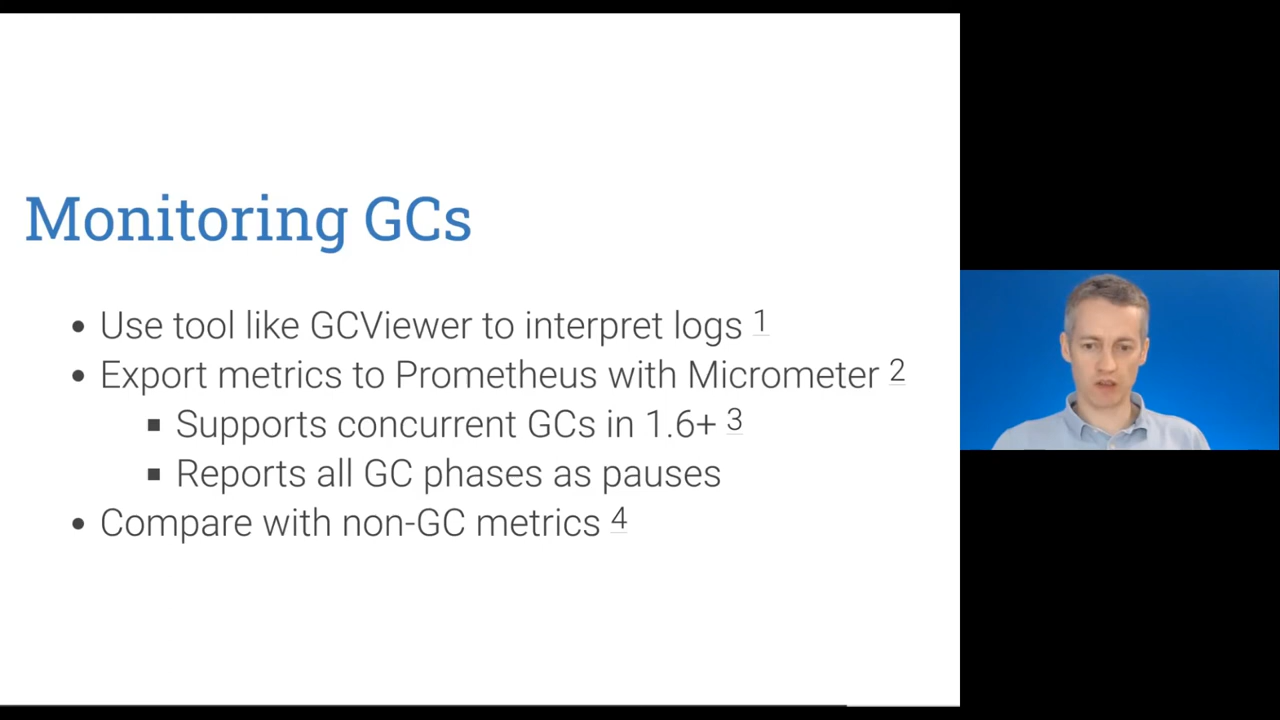 Monitoring GCs
• Use tool like GCViewer to interpret logs 1
• Export metrics to Prometheus with Micrometer 2
▪ Supports concurrent GCs in 1.6+ 3
▪ Reports all GC phases as pauses
• Compare with non-GC metrics 4